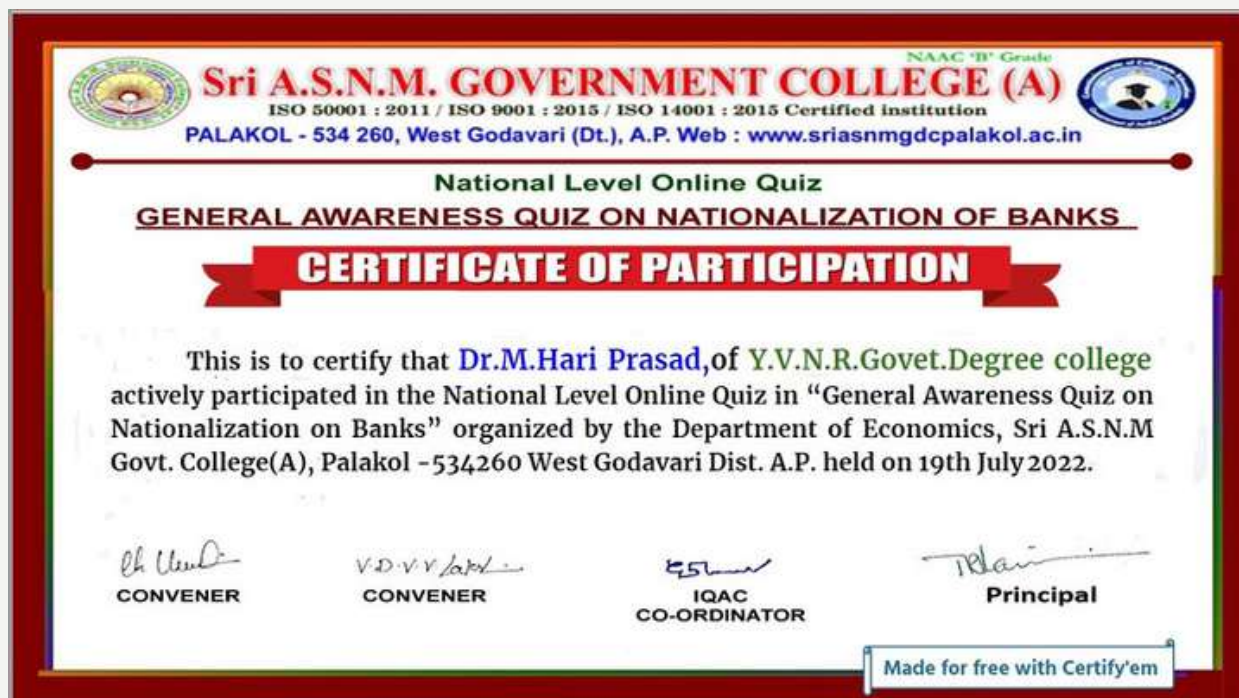 NAAC 'B' Grade
Sri A.S.N.M. GOVERNMENT COLLEGE (A)
ISO 50001 : 2011 / ISO 9001 : 2015 / ISO 14001 : 2015 Certified institution
PALAKOL - 534 260, West Godavari (Dt.), A.P. Web : www.sriasnmgdcpalakol.ac.in
National Level Online Quiz
GENERAL AWARENESS QUIZ ON NATIONALIZATION OF BANKS
CERTIFICATE OF PARTICIPATION
This is to certify that Dr.M.Hari Prasad,of Y.V.N.R.Govet.Degree college
actively participated in the National Level Online Quiz in “General Awareness Quiz on
Nationalization on Banks” organized by the Department of Economics, Sri A.S.N.M
Govt. College(A), Palakol -534260 West Godavari Dist. A.P. held on 19th July 2022.
V.D.V.V
CONVENER CONVENER IQAC Principal
CO-ORDINATOR
Made for free with Certify'em